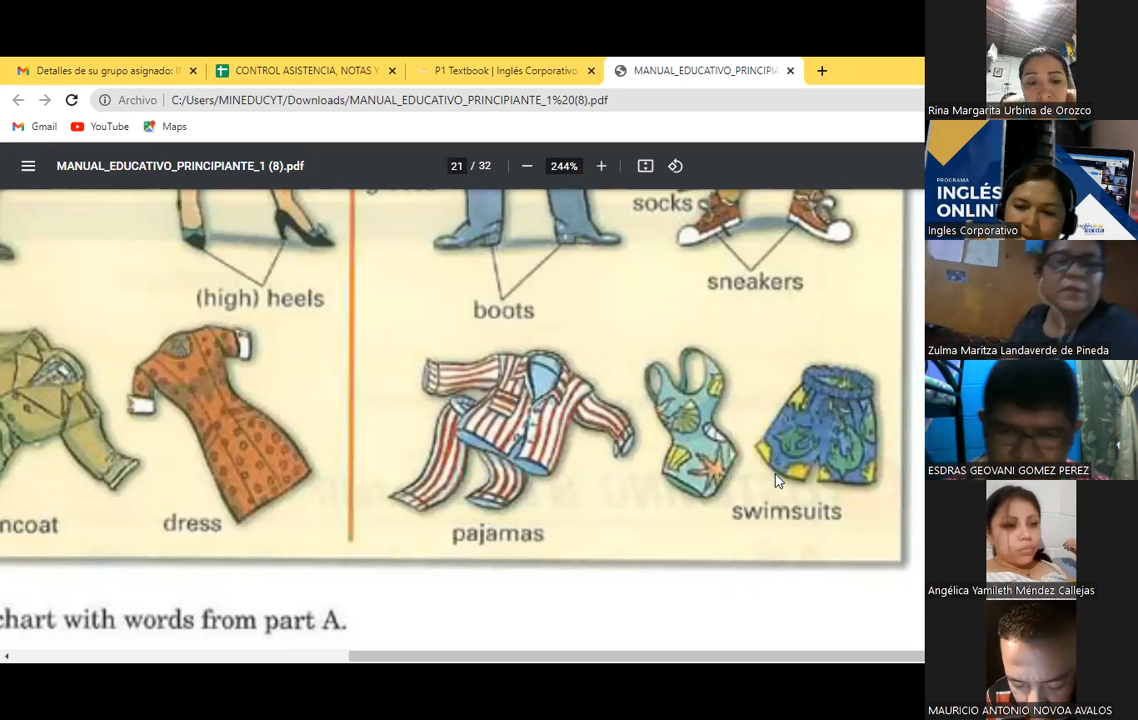 Detalles de su grupo asignado: I
CONTROL ASISTENCIA, NOTAS Y
P1 Textbook | Inglés Corporativo
MANUAL_EDUCATIVO_PRINCIPIA
Archivo
C:/Users/MINEDUCYT/Downloads/MANUAL_EDUCATIVO_PRINCIPIANTE_1%20(8).pdf
Gmail
YouTube
Maps
MANUAL_EDUCATIVO_PRINCIPIANTE_1 (8).pdf
21 / 32
244%
socks
(high) heels
boots
sneakers
ncoat
dress
pajamas
swimsuits
chart with words from part A.
Rina Margarita Urbina de Orozco
PROGRAMA
INGLÉS
ONLIN
Ingles Corporativo
Zulma Maritza Landaverde de Pineda
ESDRAS GEOVANI GOMEZ PEREZ
Angélica Yamileth Méndez Callejas
MAURICIO ANTONIO NOVOA AVALOS